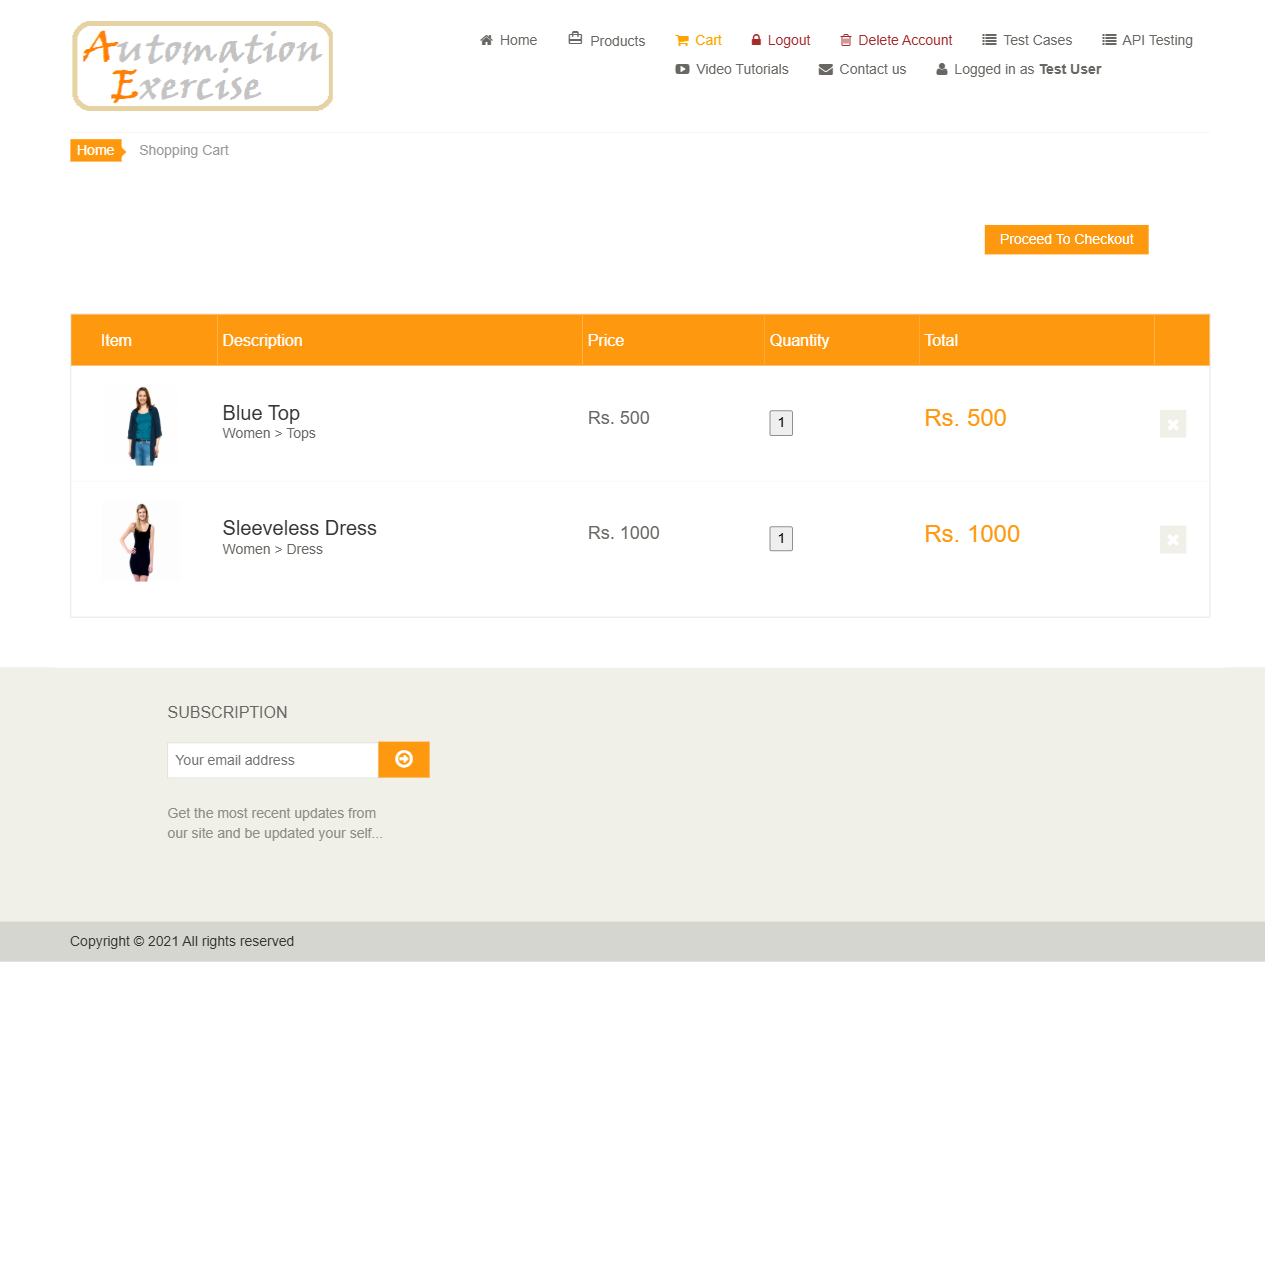 Automation
Exercise
Home Products Cart Logout Delete Account Test Cases API Testing
Video Tutorials Contact us Logged in as Test User
Home Shopping Cart
Proceed To Checkout
Item Description Price Quantity Total
Blue Top Rs. 500 1 Rs. 500
Women > Tops
Sleeveless Dress Rs. 1000 1 Rs. 1000
Women > Dress
SUBSCRIPTION
Your email address
Get the most recent updates from
our site and be updated your self...
Copyright © 2021 All rights reserved